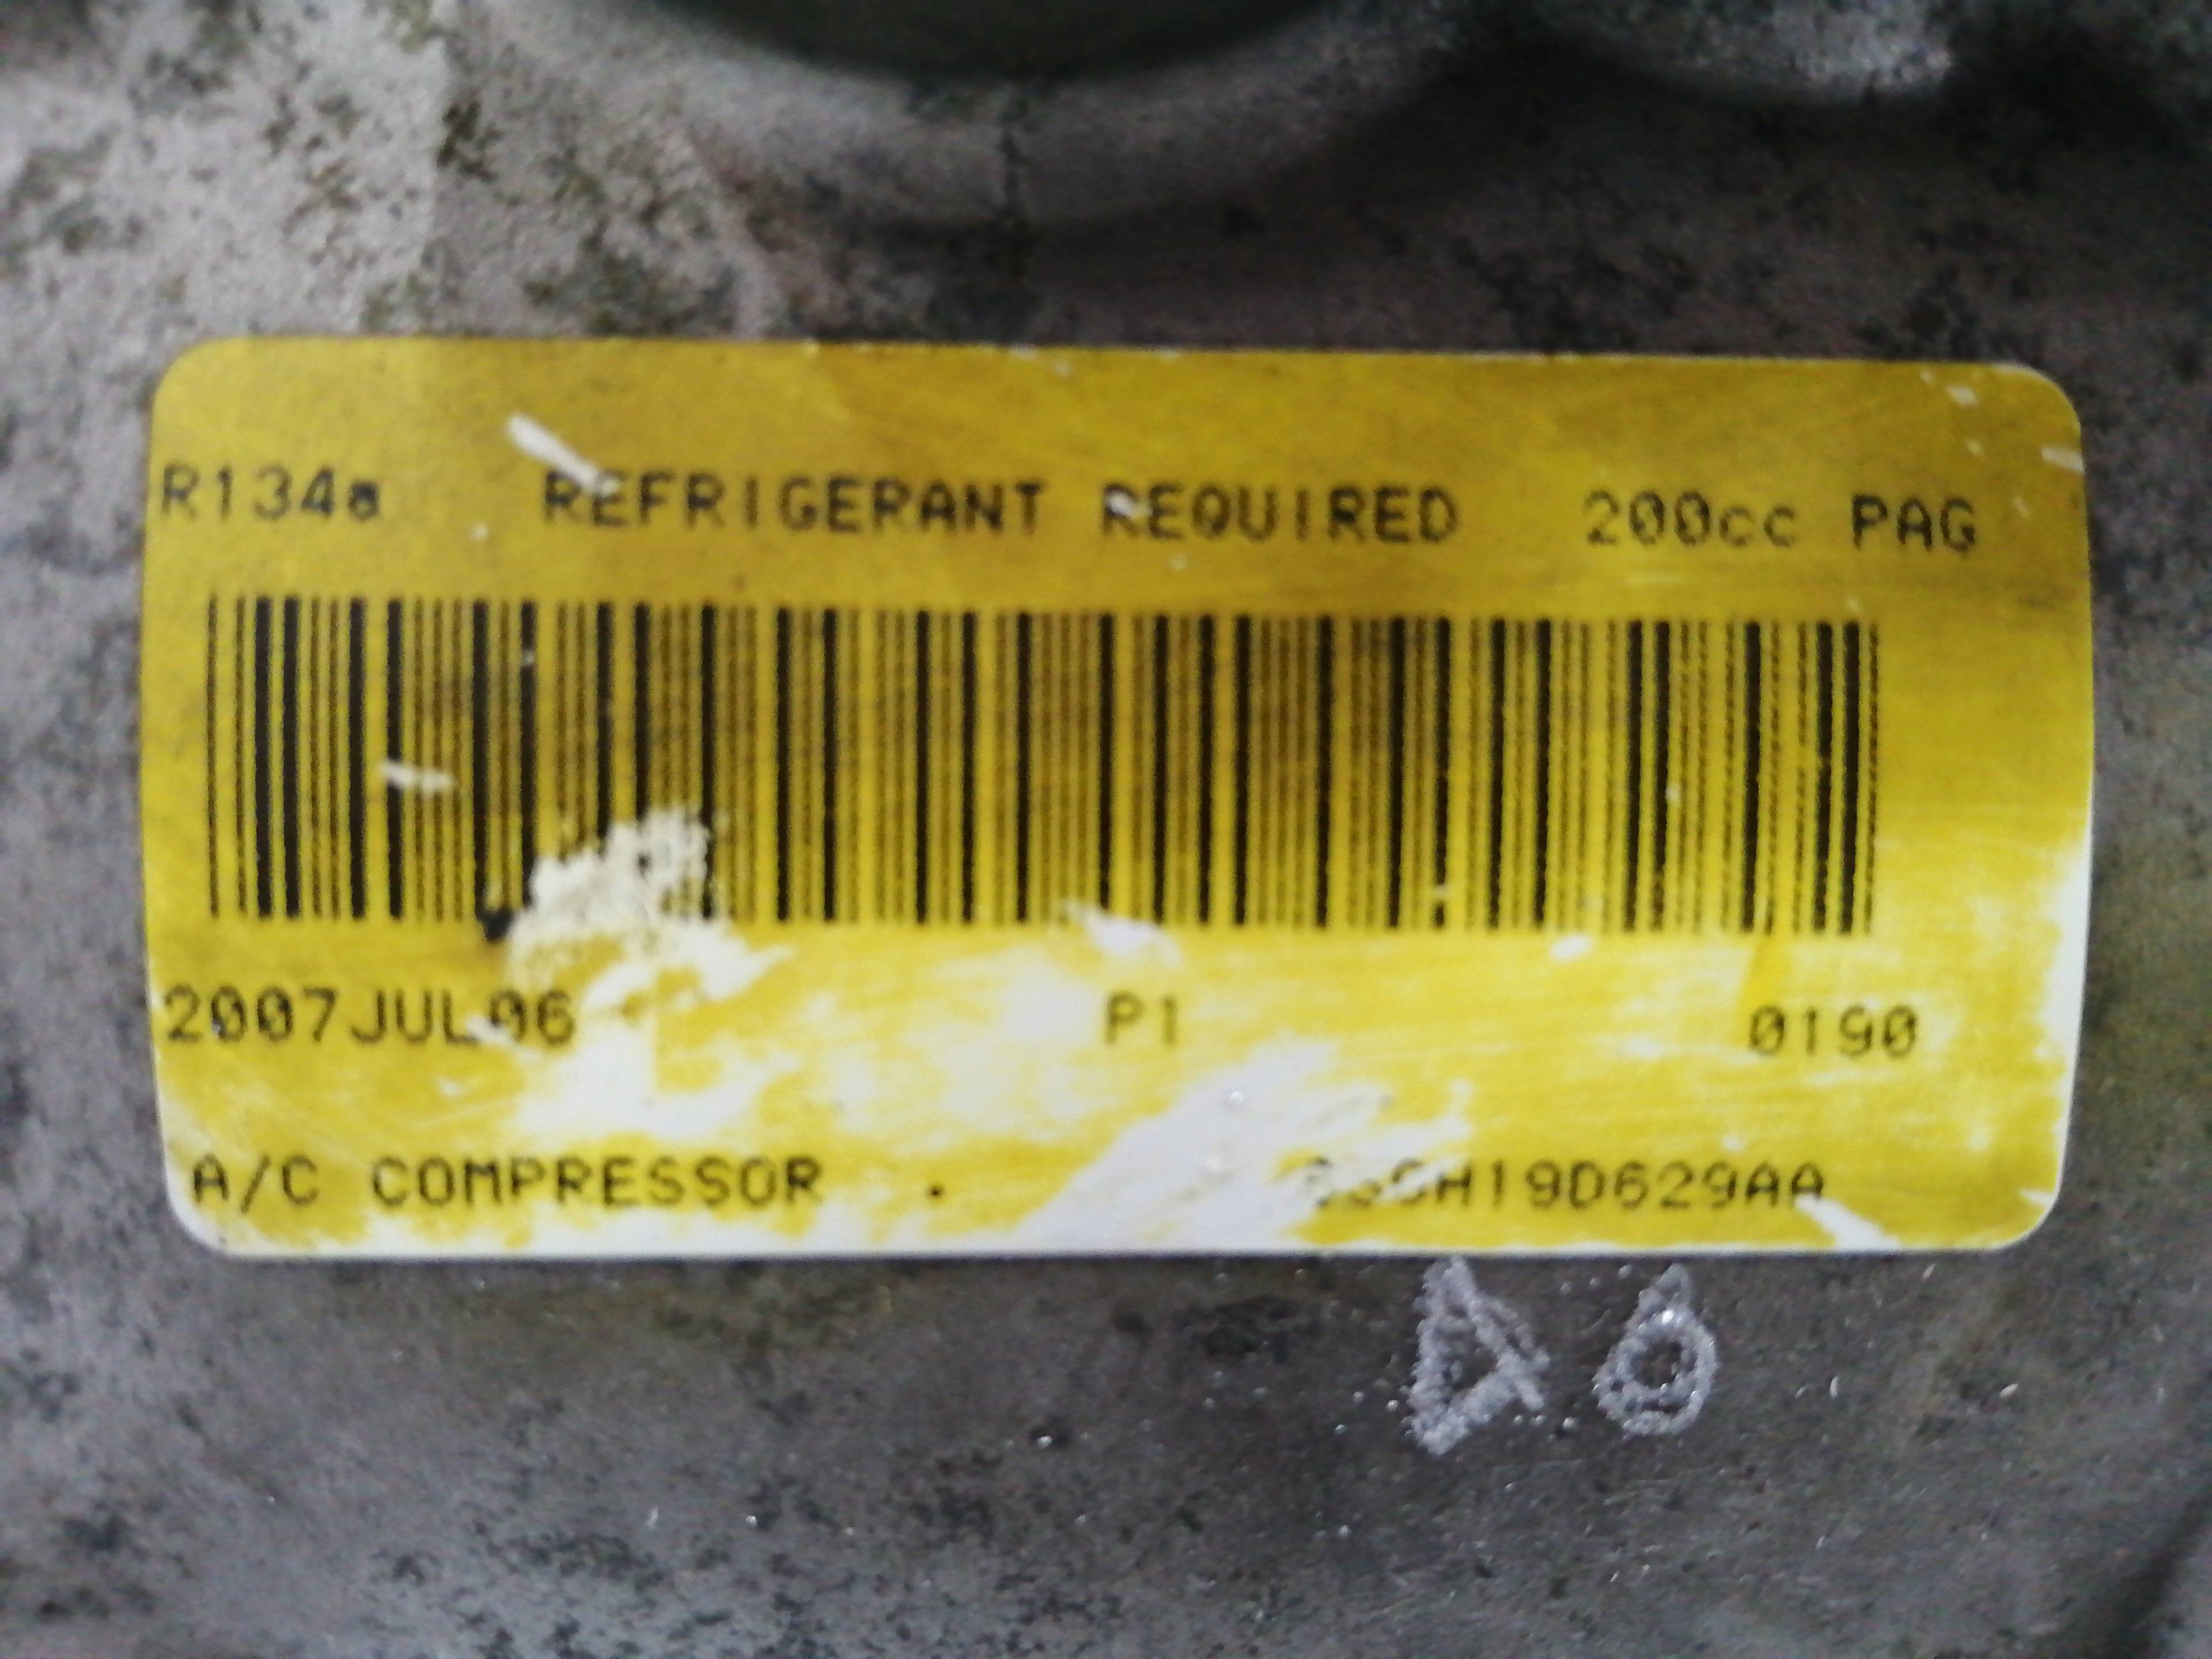 R134a REFRIGERANT REQUIRED 200cc PAG
2007JUL06 P1 0190
A/C COMPRESSOR .